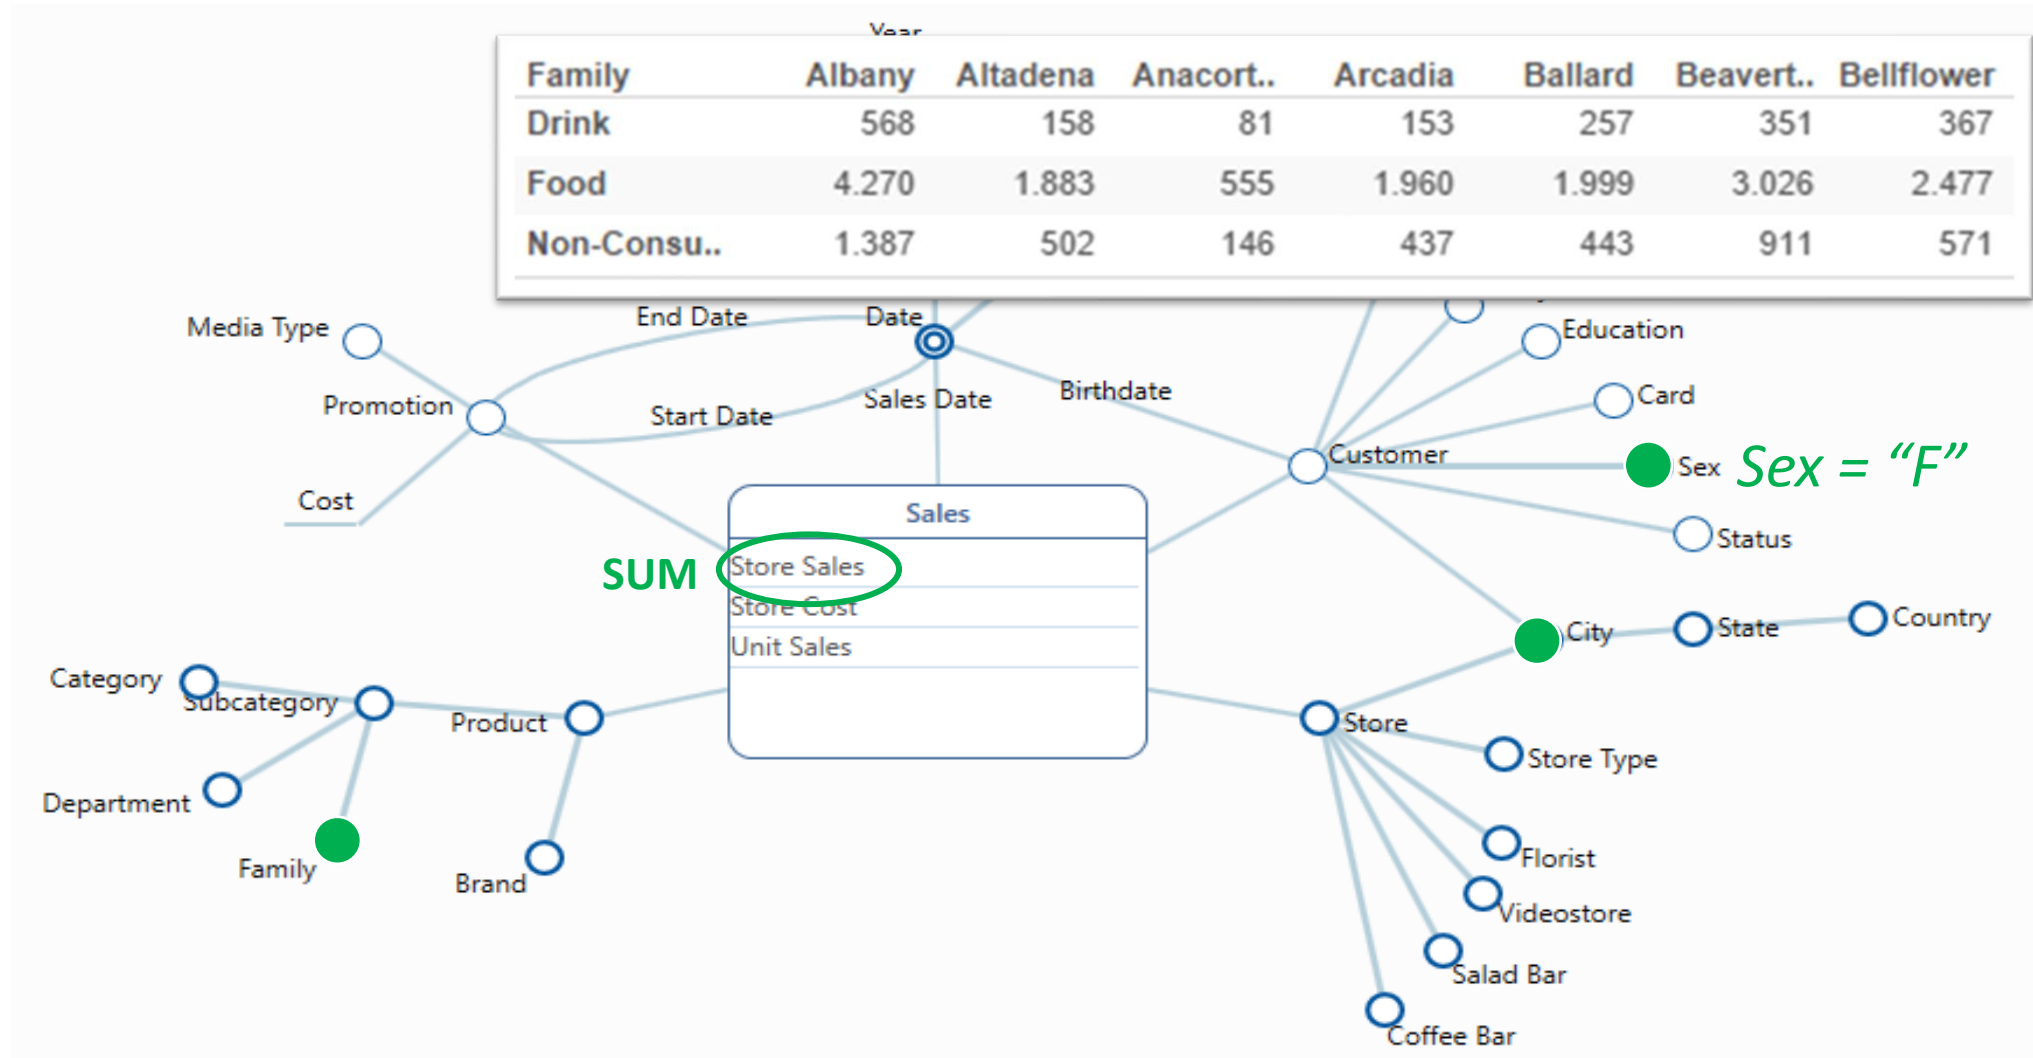 Year
Family Albany Altadena Anacort.. Arcadia Ballard Beavert.. Bellflower
Drink 568 158 81 153 257 351 367
Food 4.270 1.883 555 1.960 1.999 3.026 2.477
Non-Consu.. 1.387 502 146 437 443 911 571
End Date
Date
Media Type
Education
Promotion
Start Date
Sales Date
Birthdate
Card
Customer
Sex
Sex = “F”
Cost
Sales
Status
SUM
Store Sales
Store Cost
Unit Sales
City
State
Country
Category
Subcategory
Product
Store
Store Type
Department
Family
Brand
Florist
Videostore
Salad Bar
Coffee Bar